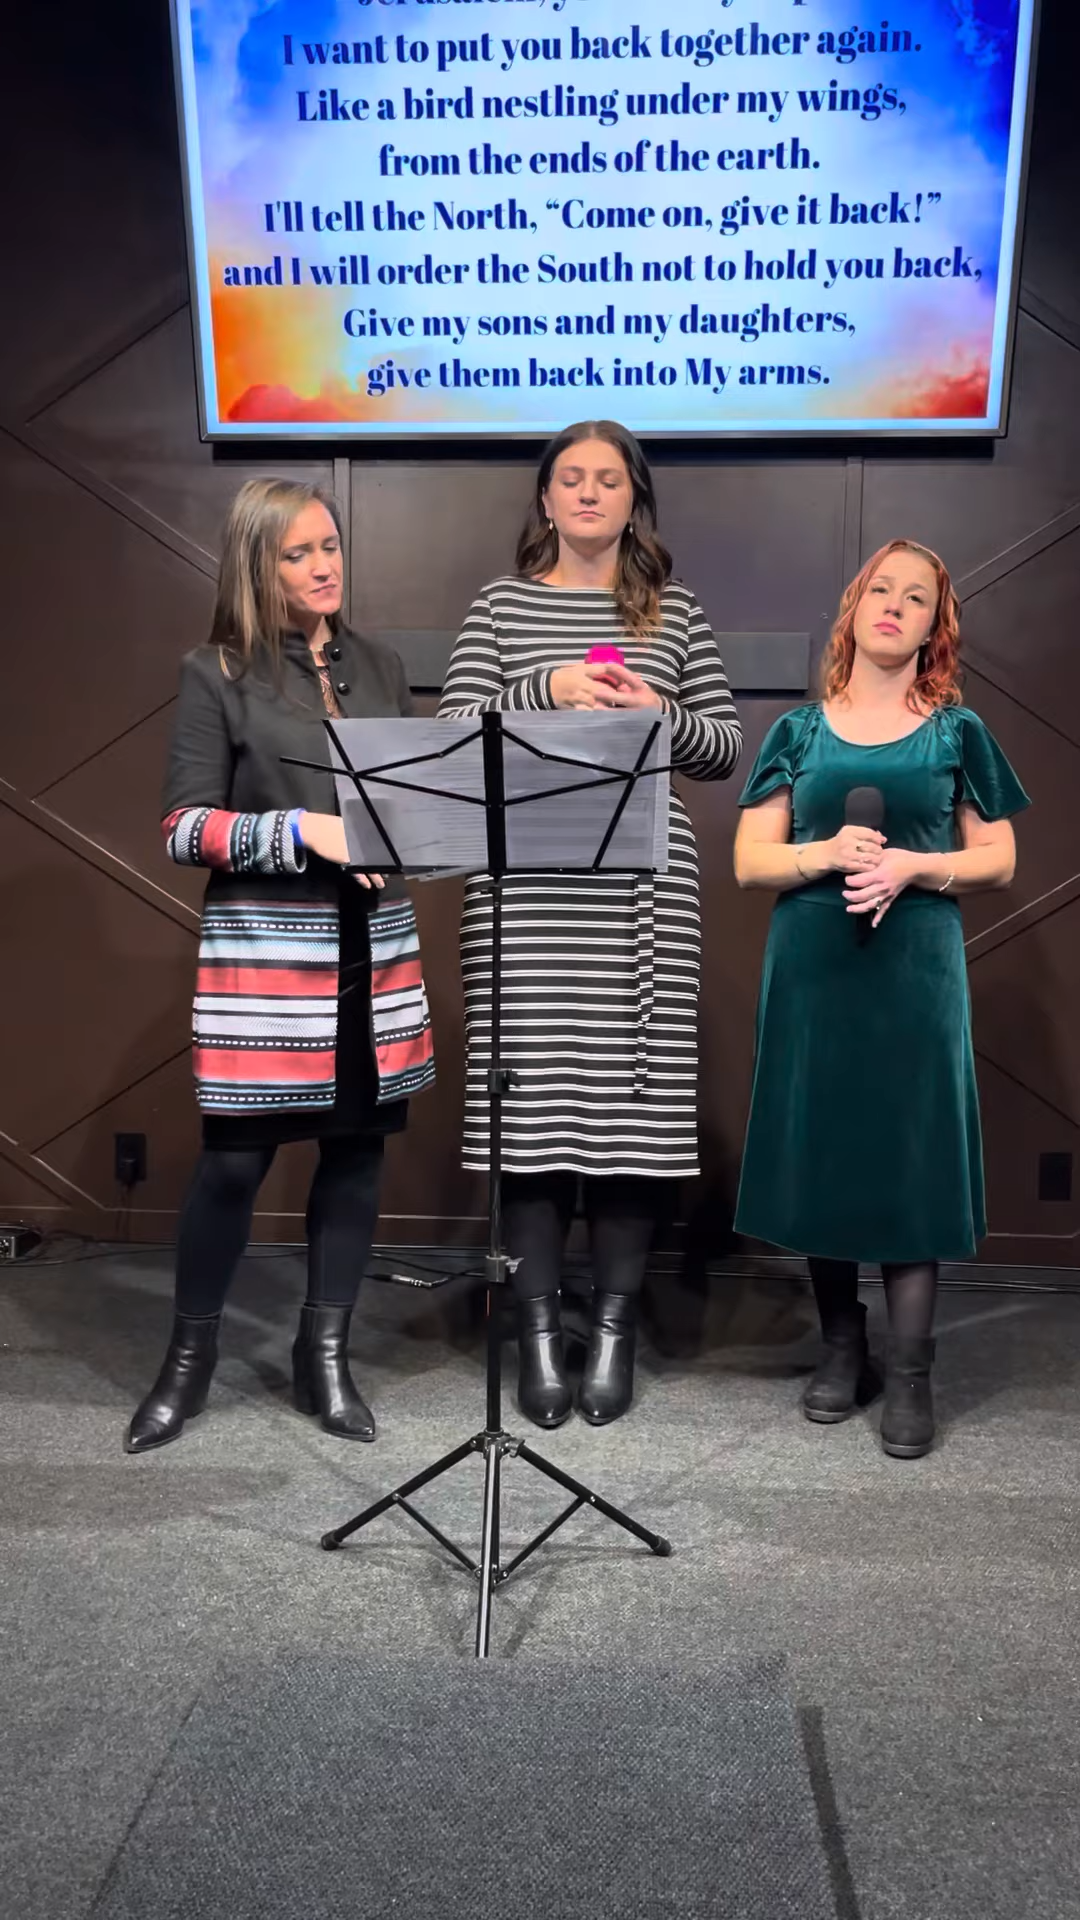 I want to put you back together again.
Like a bird nestling under my wings,
from the ends of the earth.
I'll tell the North, “Come on, give it back!”
and I will order the South not to hold you back,
Give my sons and my daughters,
give them back into My arms.